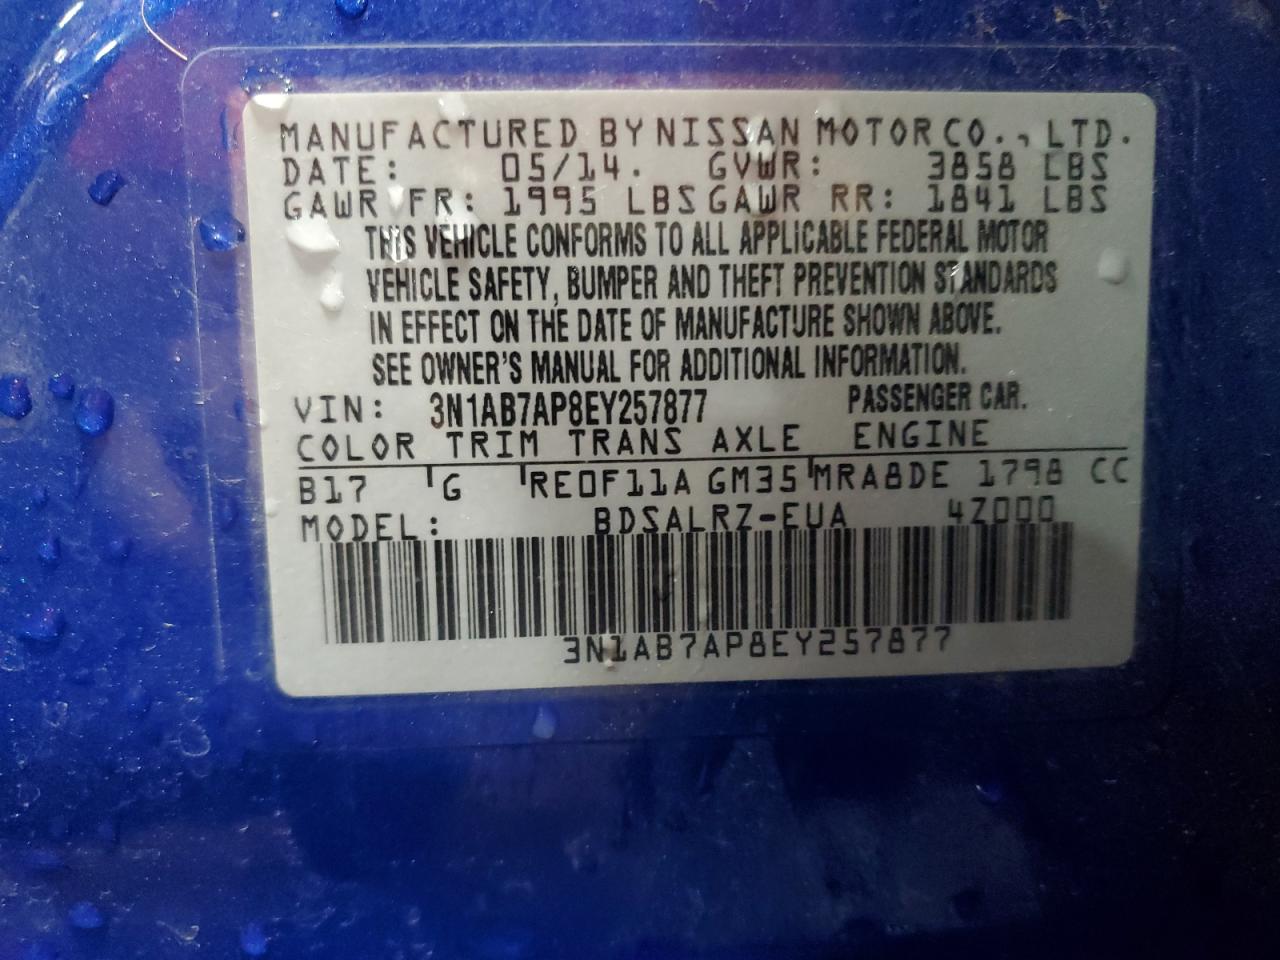 MANUFACTURED BY NISSAN MOTOR CO., LTD.
DATE: 05/14. GVWR: 3858 LBS
GAWR FR: 1995 LBS GAWR RR: 1841 LBS
THIS VEHICLE CONFORMS TO ALL APPLICABLE FEDERAL MOTOR
VEHICLE SAFETY, BUMPER AND THEFT PREVENTION STANDARDS
IN EFFECT ON THE DATE OF MANUFACTURE SHOWN ABOVE.
SEE OWNER'S MANUAL FOR ADDITIONAL INFORMATION.
VIN: 3N1AB7AP8EY257877 PASSENGER CAR.
COLOR TRIM TRANS AXLE ENGINE
B17 G RE0F11A GM35 MRA8DE 1798 CC
MODEL: BDSALRZ-EUA 4Z000
3N1AB7AP8EY257877